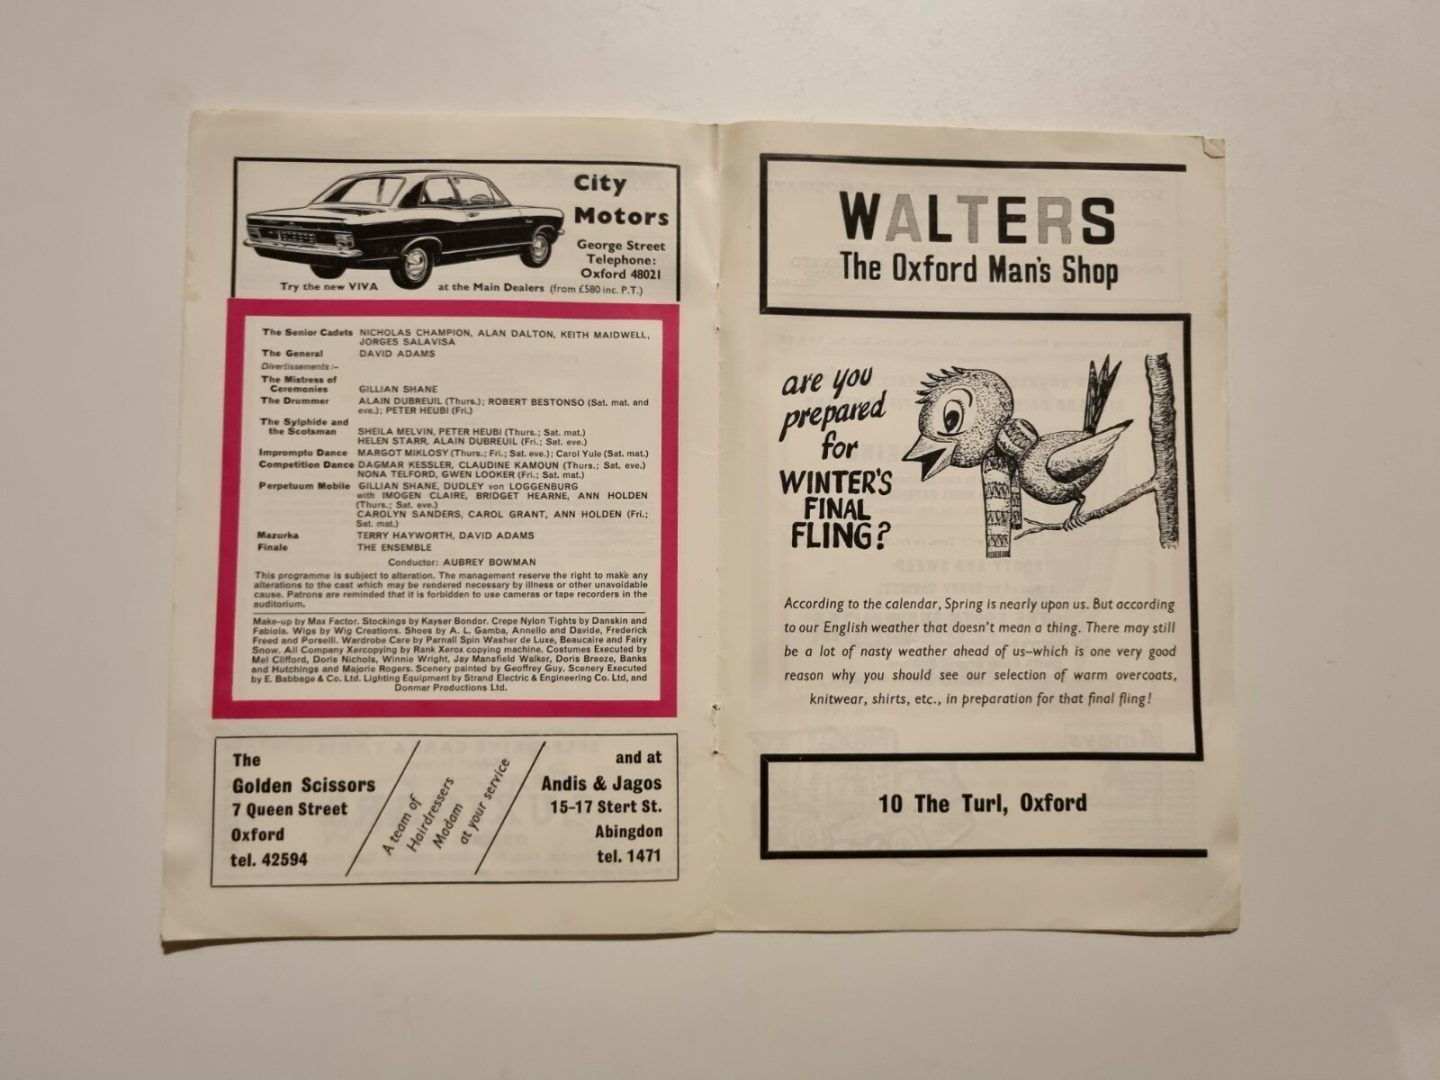 City
Motors
George Street
Telephone:
Oxford 48021
Try the new VIVA at the Main Dealers (from £580 inc. P.T.)
The Senior Cadets NICHOLAS CHAMPION, ALAN DALTON, KEITH MAIDWELL,
JORGES SALAVISA
The General DAVID ADAMS
Divertissements:-
The Mistress of
Ceremonies GILLIAN SHANE
The Drummer ALAIN DUBREUIL (Thurs.); ROBERT BESTONSO (Sat. mat. and
eve.); PETER HEUBI (Fri.)
The Sylphide and
the Scotsman SHEILA MELVIN, PETER HEUBI (Thurs.; Sat. mat.)
HELEN STARR, ALAIN DUBREUIL (Fri.; Sat. eve.)
Impromptu Dance MARGOT MIKLOSY (Thurs.; Fri.; Sat. eve.); Carol Yule (Sat. mat.)
Competition Dance DAGMAR KESSLER, CLAUDINE KAMOUN (Thurs.; Sat. eve.)
NONA TELFORD, GWEN LOOKER (Fri.; Sat. mat.)
Perpetuum Mobile GILLIAN SHANE, DUDLEY von LOGGENBURG
with IMOGEN CLAIRE, BRIDGET HEARNE, ANN HOLDEN
(Thurs.; Sat. eve.)
CAROLYN SANDERS, CAROL GRANT, ANN HOLDEN (Fri.;
Sat. mat.)
Mazurka TERRY HAYWORTH, DAVID ADAMS
Finale THE ENSEMBLE
Conductor: AUBREY BOWMAN
This programme is subject to alteration. The management reserve the right to make any
alterations to the cast which may be rendered necessary by illness or other unavoidable
cause. Patrons are reminded that it is forbidden to use cameras or tape recorders in the
auditorium.
Make-up by Max Factor. Stockings by Kayser Bondor. Crepe Nylon Tights by Danskin and
Fabiola. Wigs by Wig Creations. Shoes by A. L. Gamba, Annello and Davide, Frederick
Freed and Porselli. Wardrobe Care by Parnall Spin Washer de Luxe, Beaucaire and Fairy
Snow. All Company Xercopying by Rank Xerox copying machine. Costumes Executed by
Mel Clifford, Doris Nichols, Winnie Wright, Jay Mansfield Walker, Doris Breeze, Banks
and Hutchings and Majorie Rogers. Scenery painted by Geoffrey Guy. Scenery Executed
by E. Babbage & Co. Ltd. Lighting Equipment by Strand Electric & Engineering Co. Ltd, and
Donmar Productions Ltd.
The
Golden Scissors
7 Queen Street
Oxford
tel. 42594
A team of
Hairdressers
Madam
at your service
and at
Andis & Jagos
15-17 Stert St.
Abingdon
tel. 1471
WALTERS
The Oxford Man's Shop
are you
prepared
for
WINTER'S
FINAL
FLING?
According to the calendar, Spring is nearly upon us. But according
to our English weather that doesn't mean a thing. There may still
be a lot of nasty weather ahead of us—which is one very good
reason why you should see our selection of warm overcoats,
knitwear, shirts, etc., in preparation for that final fling!
10 The Turl, Oxford